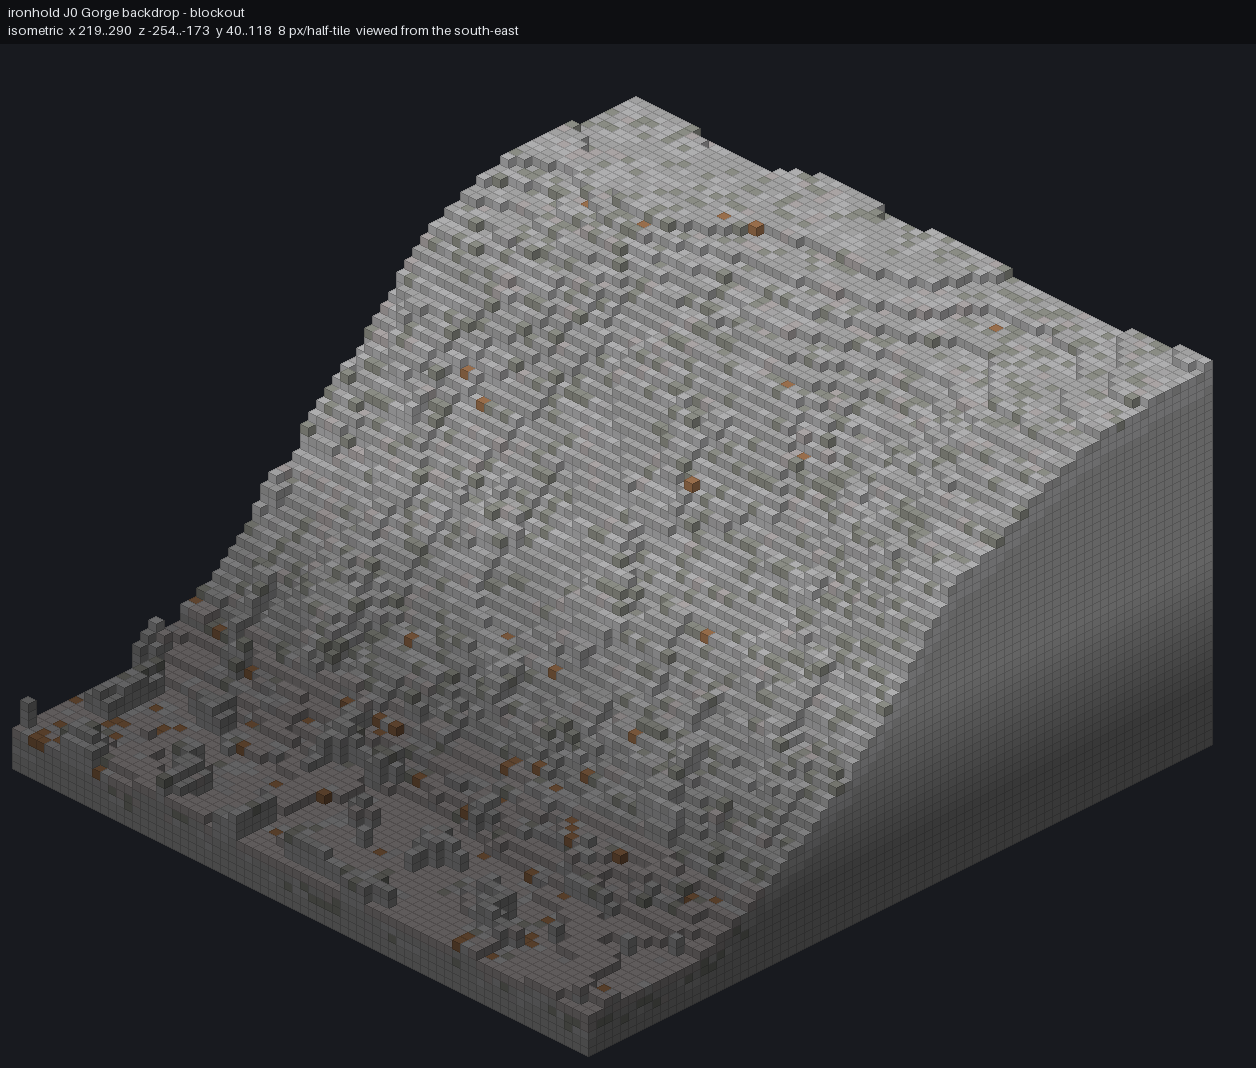 ironhold J0 Gorge backdrop - blockout
isometric  x 219..290  z -254..-173  y 40..118  8 px/half-tile  viewed from the south-east